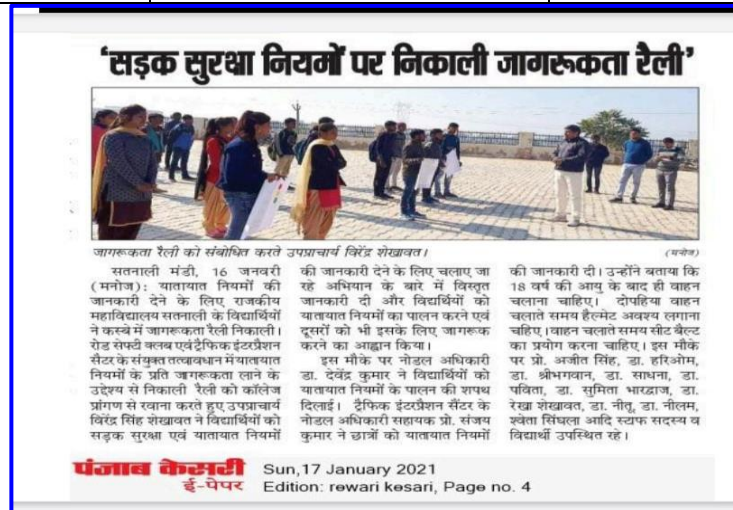 ‘सड़क सुरक्षा नियमों पर निकाली जागरूकता रैली’
जागरूकता रैली को संबोधित करते उपप्राचार्य विरेंद्र शेखावत।
(मनोज)
सतनाली मंडी, 16 जनवरी
(मनोज): यातायात नियमों की
जानकारी देने के लिए राजकीय
महाविद्यालय सतनाली के विद्यार्थियों
ने कस्बे में जागरूकता रैली निकाली।
रोड सेफ्टी क्लब एवं ट्रैफिक इंटरप्रैशन
सैंटर के संयुक्त तत्वावधान में यातायात
नियमों के प्रति जागरूकता लाने के
उद्देश्य से निकाली रैली को कॉलेज
प्रांगण से रवाना करते हुए उपप्राचार्य
विरेंद्र सिंह शेखावत ने विद्यार्थियों को
सड़क सुरक्षा एवं यातायात नियमों
की जानकारी देने के लिए चलाए जा
रहे अभियान के बारे में विस्तृत
जानकारी दी और विद्यार्थियों को
यातायात नियमों का पालन करने एवं
दूसरों को भी इसके लिए जागरूक
करने का आह्वान किया।
इस मौके पर नोडल अधिकारी
डा. देवेंद्र कुमार ने विद्यार्थियों को
यातायात नियमों के पालन की शपथ
दिलाई। ट्रैफिक इंटरप्रैशन सैंटर के
नोडल अधिकारी सहायक प्रो. संजय
कुमार ने छात्रों को यातायात नियमों
की जानकारी दी। उन्होंने बताया कि
18 वर्ष की आयु के बाद ही वाहन
चलाना चाहिए। दोपहिया वाहन
चलाते समय हैल्मेट अवश्य लगाना
चहिए। वाहन चलाते समय सीट बैल्ट
का प्रयोग करना चाहिए। इस मौके
पर प्रो. अजीत सिंह, डा. हरिओम,
डा. श्रीभगवान, डा. साधना, डा.
पविता, डा. सुमिता भारद्वाज, डा.
रेखा शेखावत, डा. नीतू, डा. नीलम,
श्वेता सिंघला आदि स्टाफ सदस्य व
विद्यार्थी उपस्थित रहे।
पंजाब केसरी
ई-पेपर
Sun,17 January 2021
Edition: rewari kesari, Page no. 4